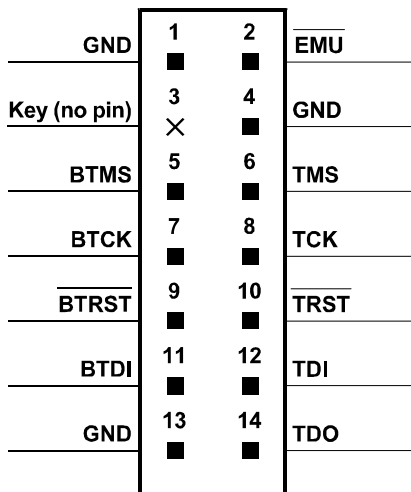 1 2
GND EMU
3 4
Key (no pin) GND
5 6
BTMS TMS
7 8
BTCK TCK
9 10
BTRST TRST
11 12
BTDI TDI
13 14
GND TDO